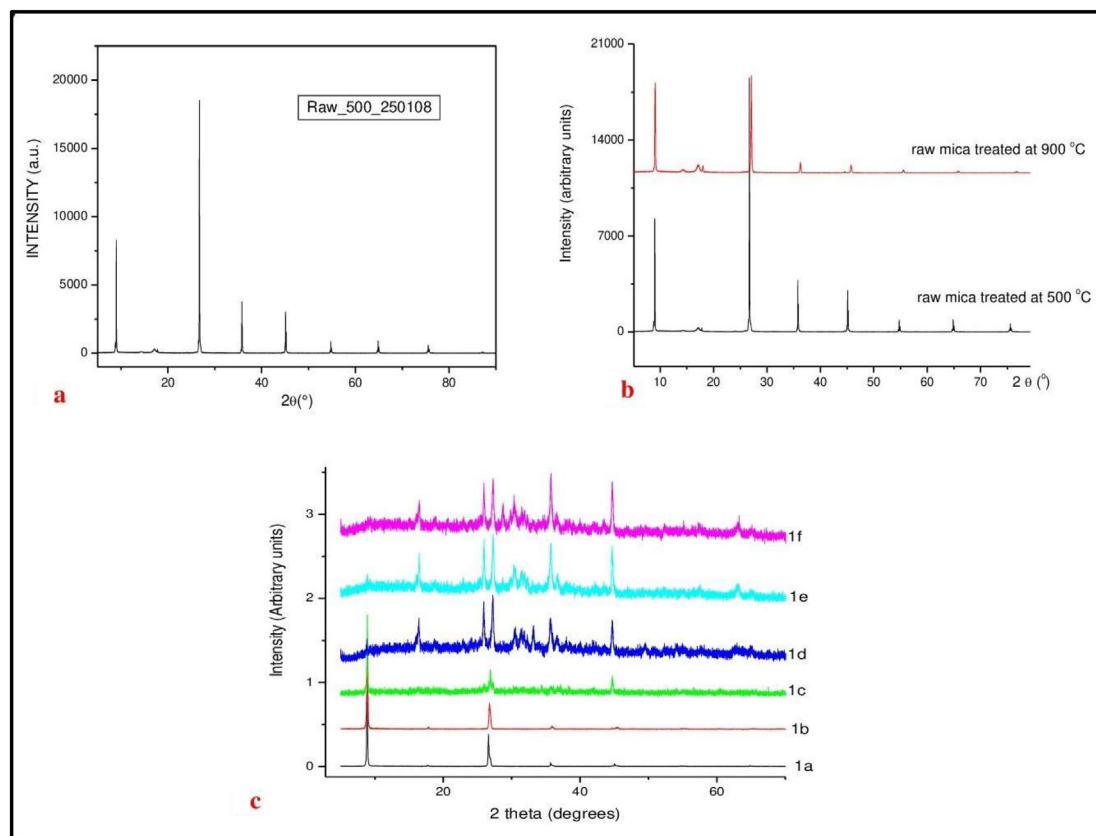 20000
15000
10000
5000
0
INTENSITY (a.u.)
Raw_500_250108
20
40
60
80
2θ(°)
a
21000
14000
7000
0
Intensity (arbitrary units)
raw mica treated at 900 °C
raw mica treated at 500 °C
10
20
30
40
50
60
70
2 θ (°)
b
3
2
1
0
Intensity (Arbitrary units)
1f
1e
1d
1c
1b
1a
20
40
60
2 theta (degrees)
c